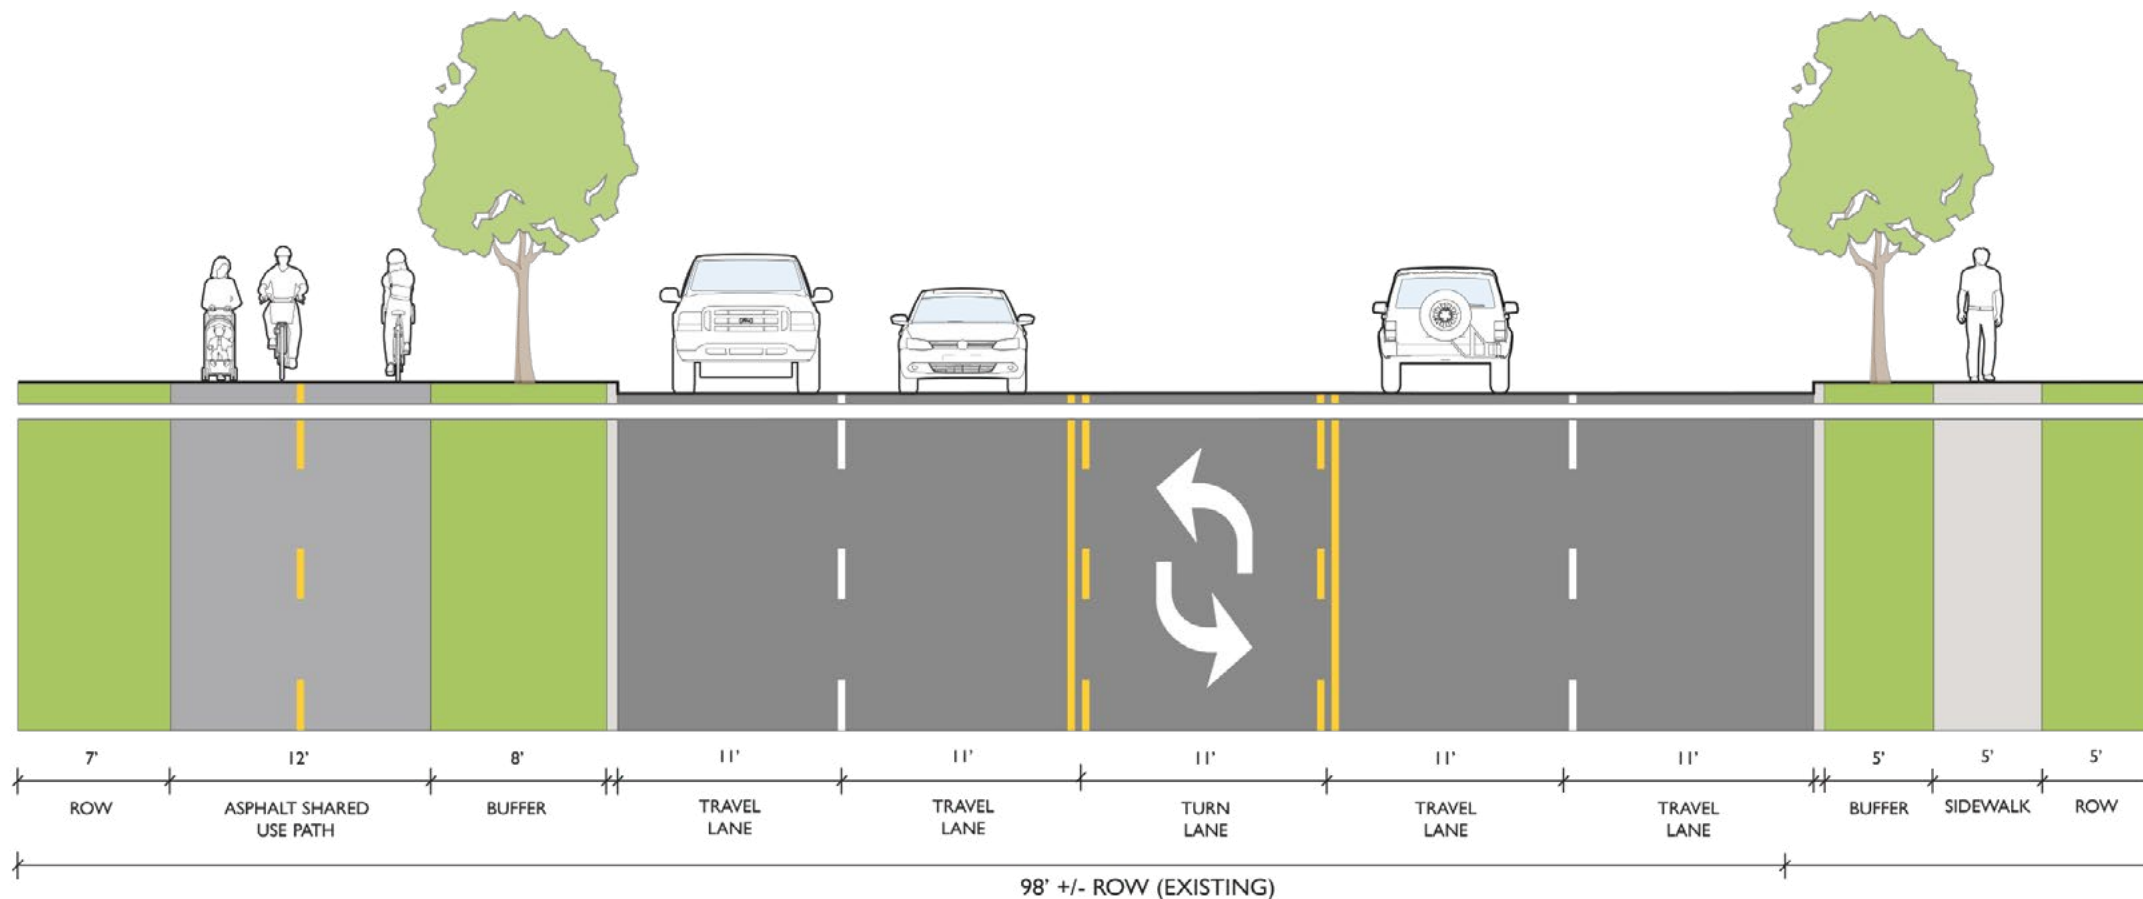 7' 12' 8' 11' 11' 11' 11' 11' 5' 5' 5'
ROW ASPHALT SHARED BUFFER TRAVEL TRAVEL TURN TRAVEL TRAVEL BUFFER SIDEWALK ROW
USE PATH LANE LANE LANE LANE LANE
98' +/- ROW (EXISTING)